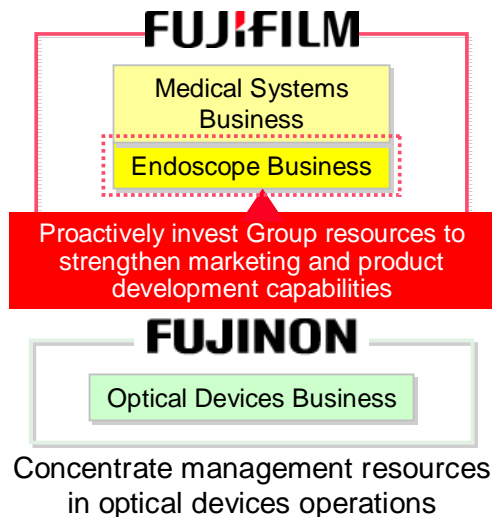 FUJIFILM
Medical Systems
Business
Endoscope Business
Proactively invest Group resources to
strengthen marketing and product
development capabilities
FUJINON
Optical Devices Business
Concentrate management resources
in optical devices operations